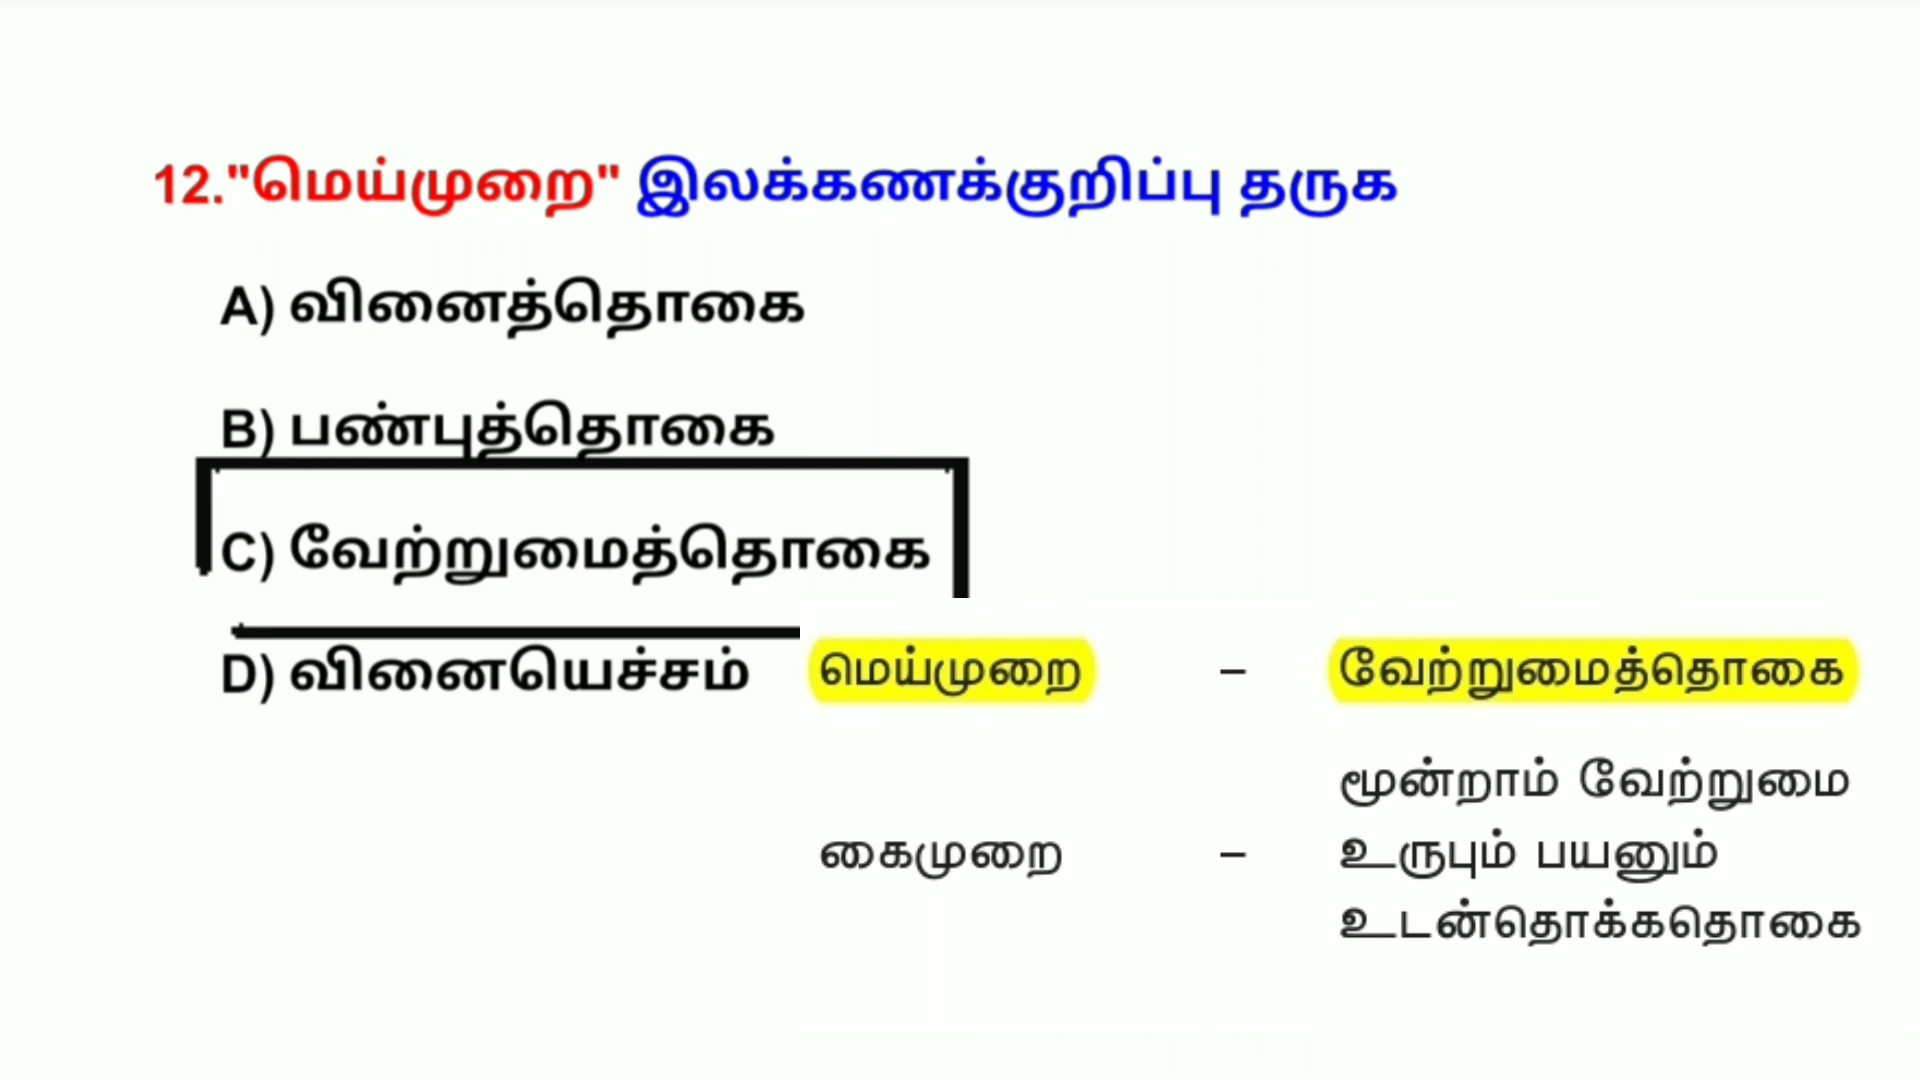 12."மெய்முறை" இலக்கணக்குறிப்பு தருக
A) வினைத்தொகை
B) பண்புத்தொகை
C) வேற்றுமைத்தொகை
D) வினையெச்சம்
மெய்முறை – வேற்றுமைத்தொகை
மூன்றாம் வேற்றுமை
கைமுறை – உருபும் பயனும்
உடன்தொக்கதொகை